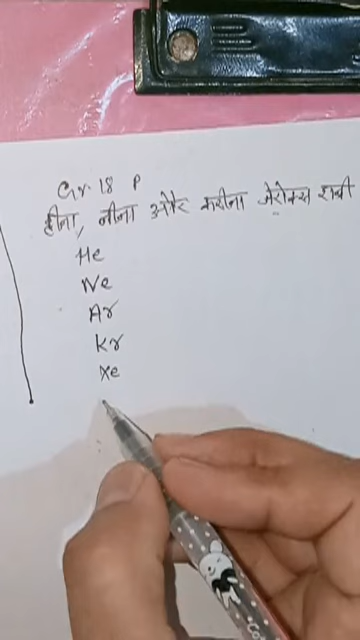 Gr 18 P
हीना, नीना और करीना जेरोक्स रावी
He
Ne
Ar
Kr
Xe